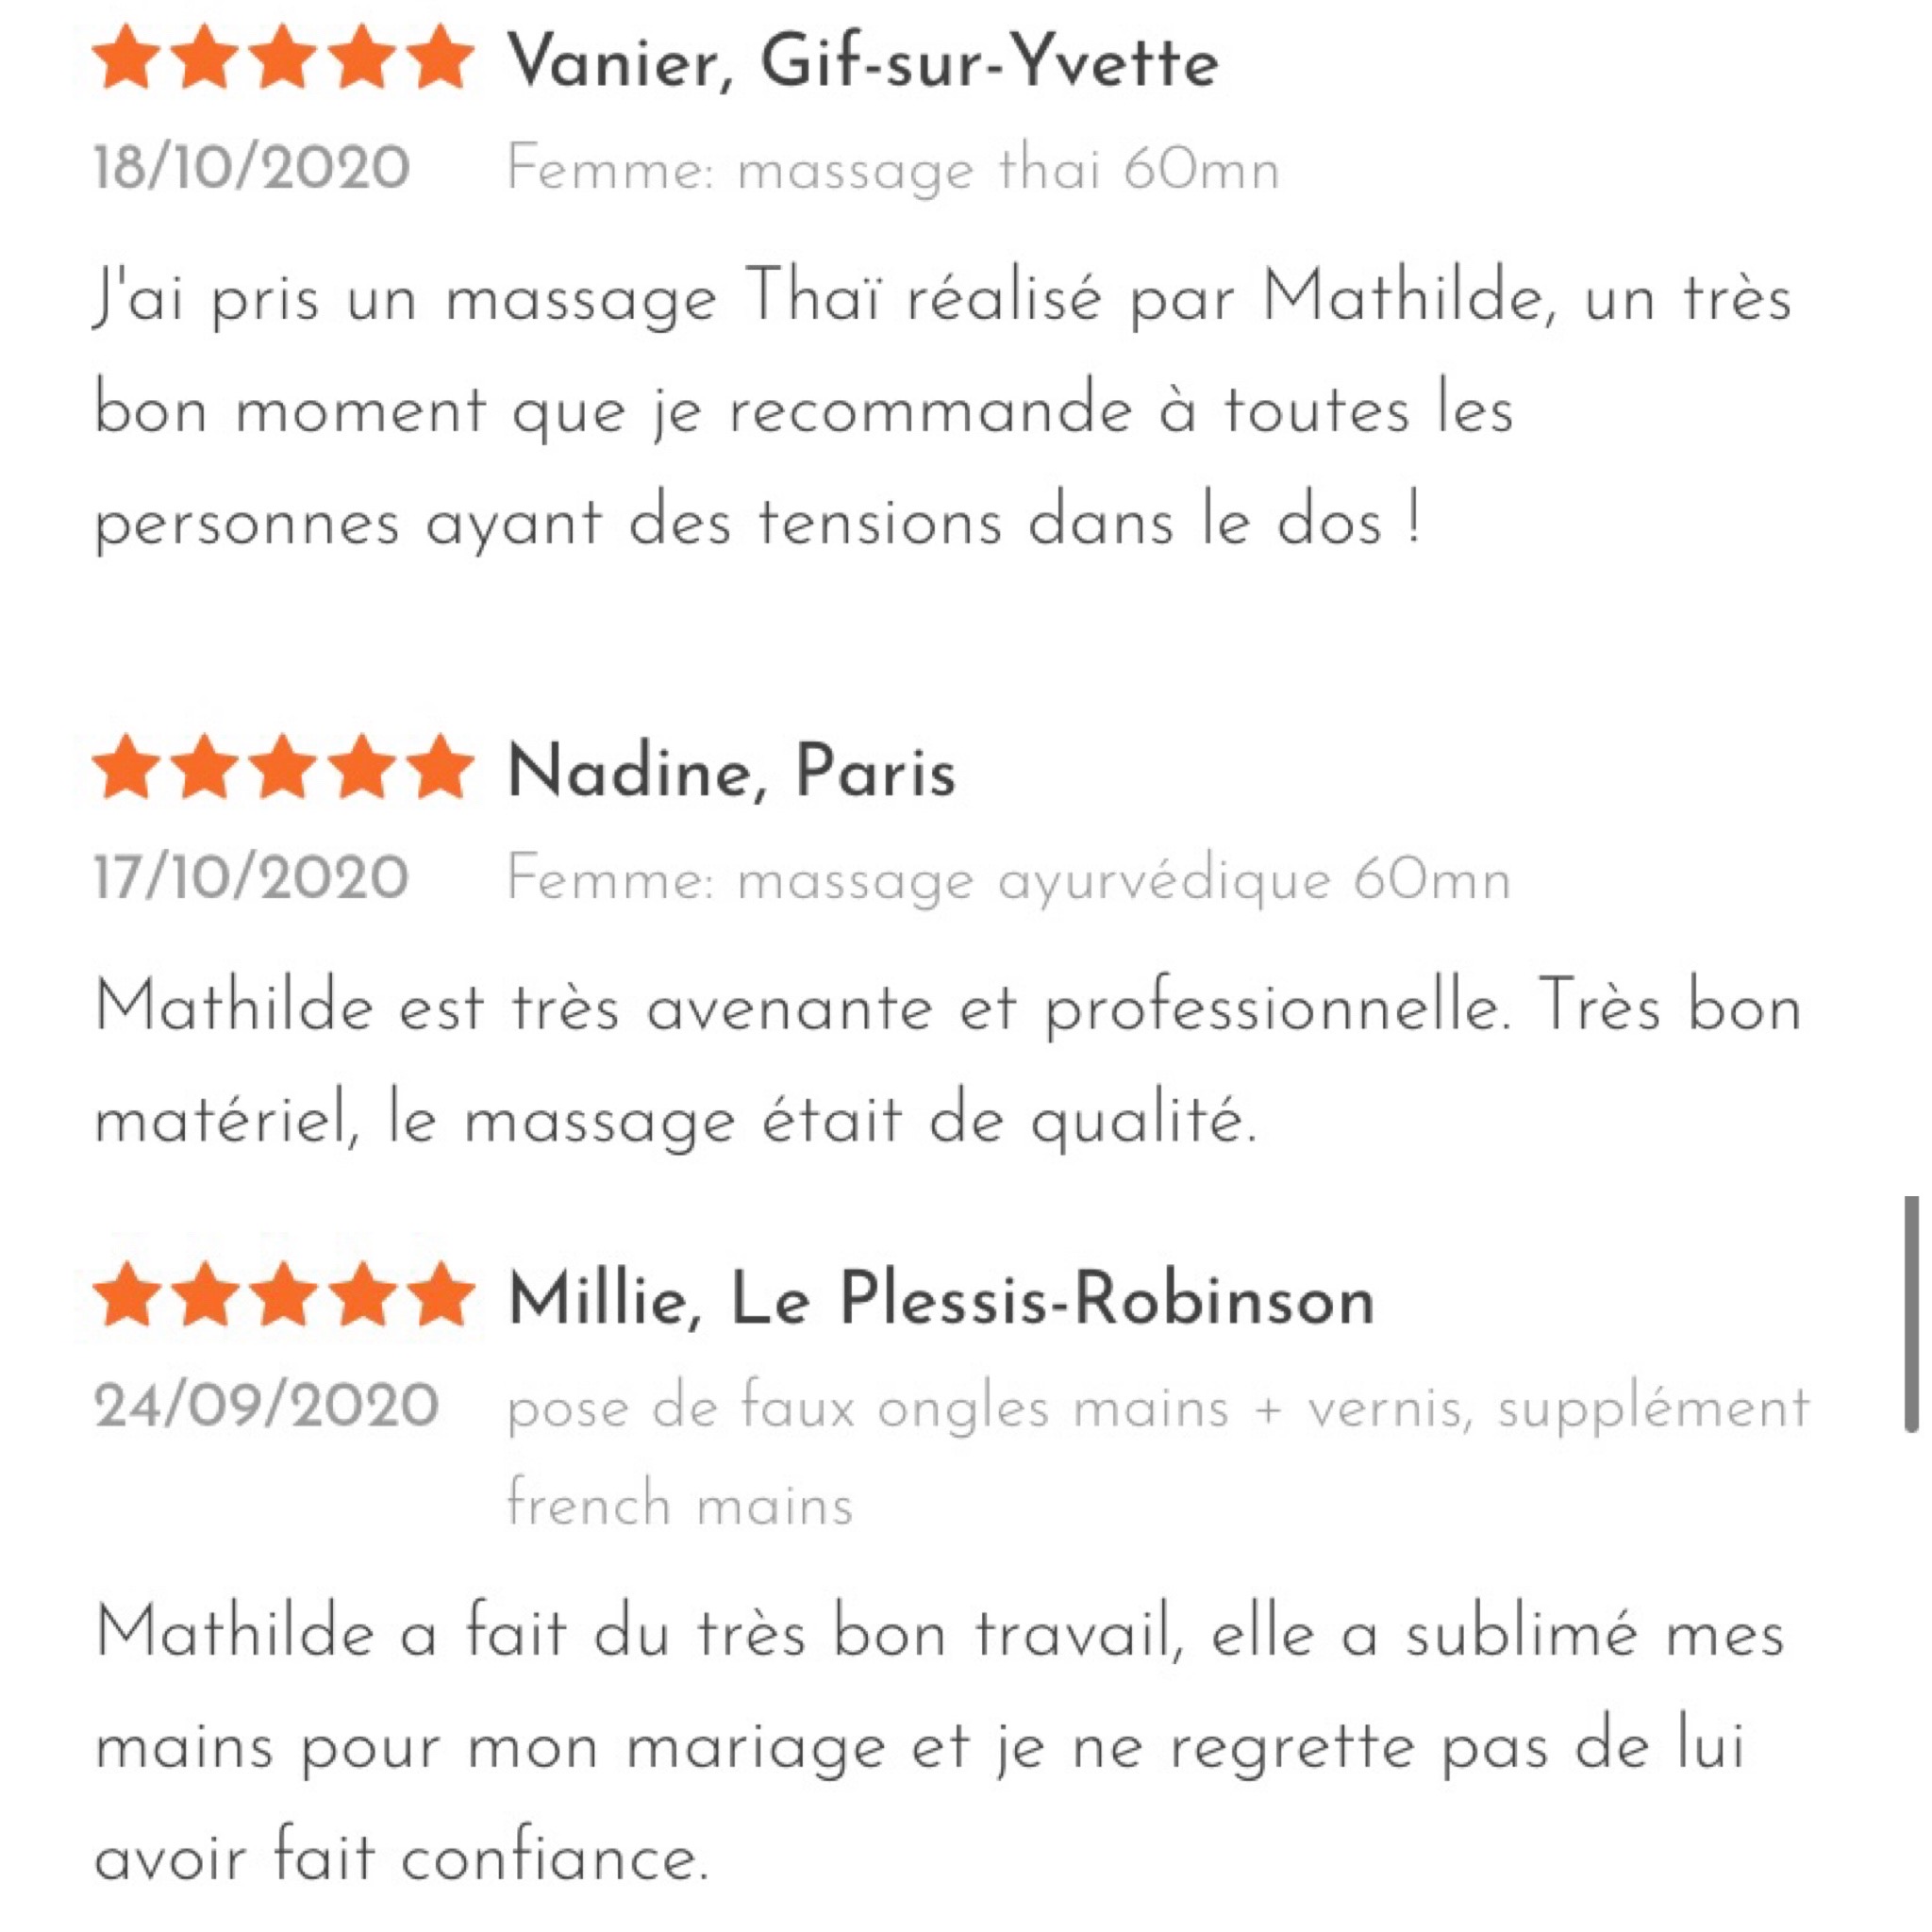 Vanier, Gif-sur-Yvette
18/10/2020 Femme: massage thai 60mn
J'ai pris un massage Thaï réalisé par Mathilde, un très
bon moment que je recommande à toutes les
personnes ayant des tensions dans le dos !
Nadine, Paris
17/10/2020 Femme: massage ayurvédique 60mn
Mathilde est très avenante et professionnelle. Très bon
matériel, le massage était de qualité.
Millie, Le Plessis-Robinson
24/09/2020 pose de faux ongles mains + vernis, supplément
french mains
Mathilde a fait du très bon travail, elle a sublimé mes
mains pour mon mariage et je ne regrette pas de lui
avoir fait confiance.